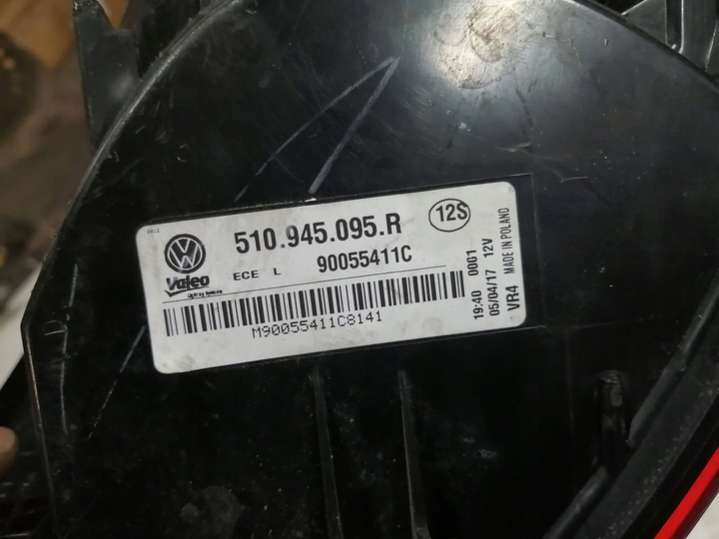 510.945.095.R
12S
Valeo
ECE L 90055411C
M90055411C8141
19:40 0001
05/04/17 12V
VR4 MADE IN POLAND